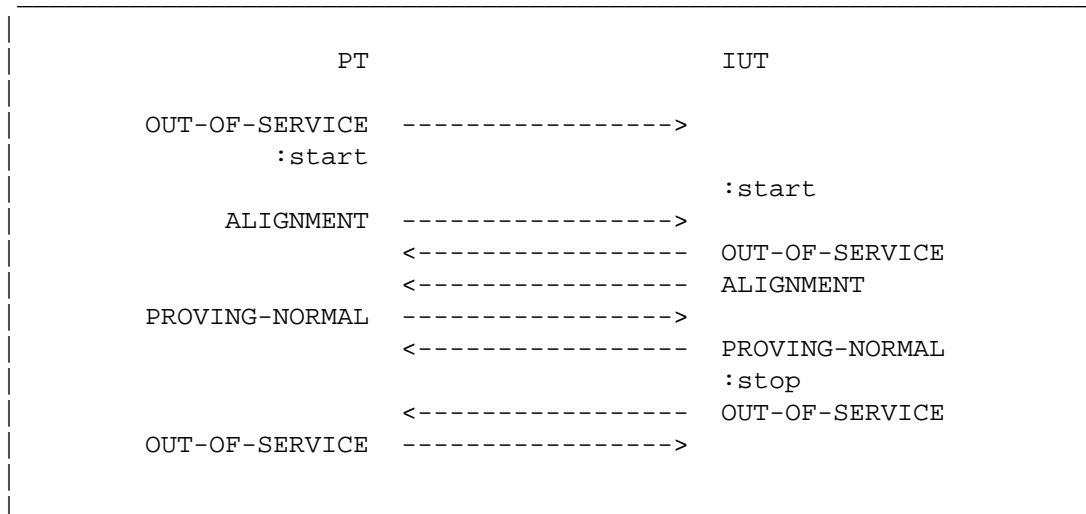 PT IUT
OUT-OF-SERVICE ----------------->
:start
:start
ALIGNMENT ----------------->
<----------------- OUT-OF-SERVICE
<----------------- ALIGNMENT
PROVING-NORMAL ----------------->
<----------------- PROVING-NORMAL
:stop
<----------------- OUT-OF-SERVICE
OUT-OF-SERVICE ----------------->